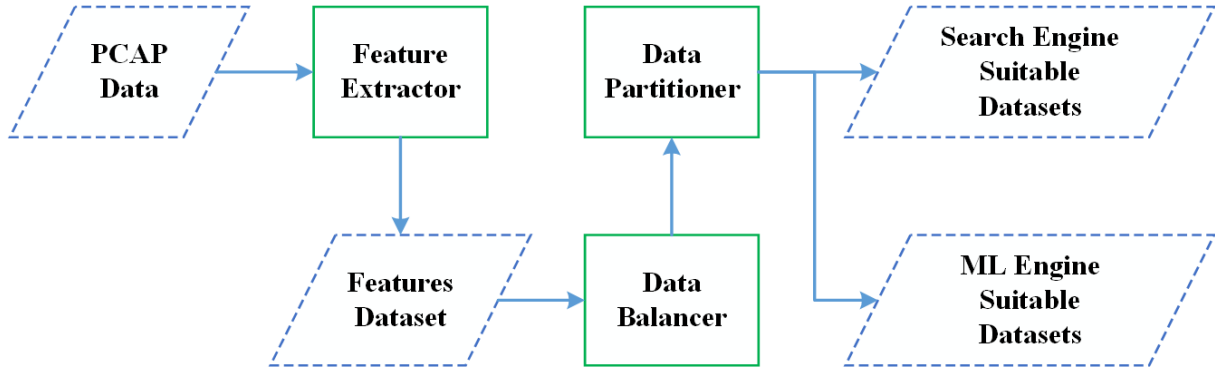 PCAP
Data
Feature
Extractor
Data
Partitioner
Search Engine
Suitable
Datasets
Features
Dataset
Data
Balancer
ML Engine
Suitable
Datasets